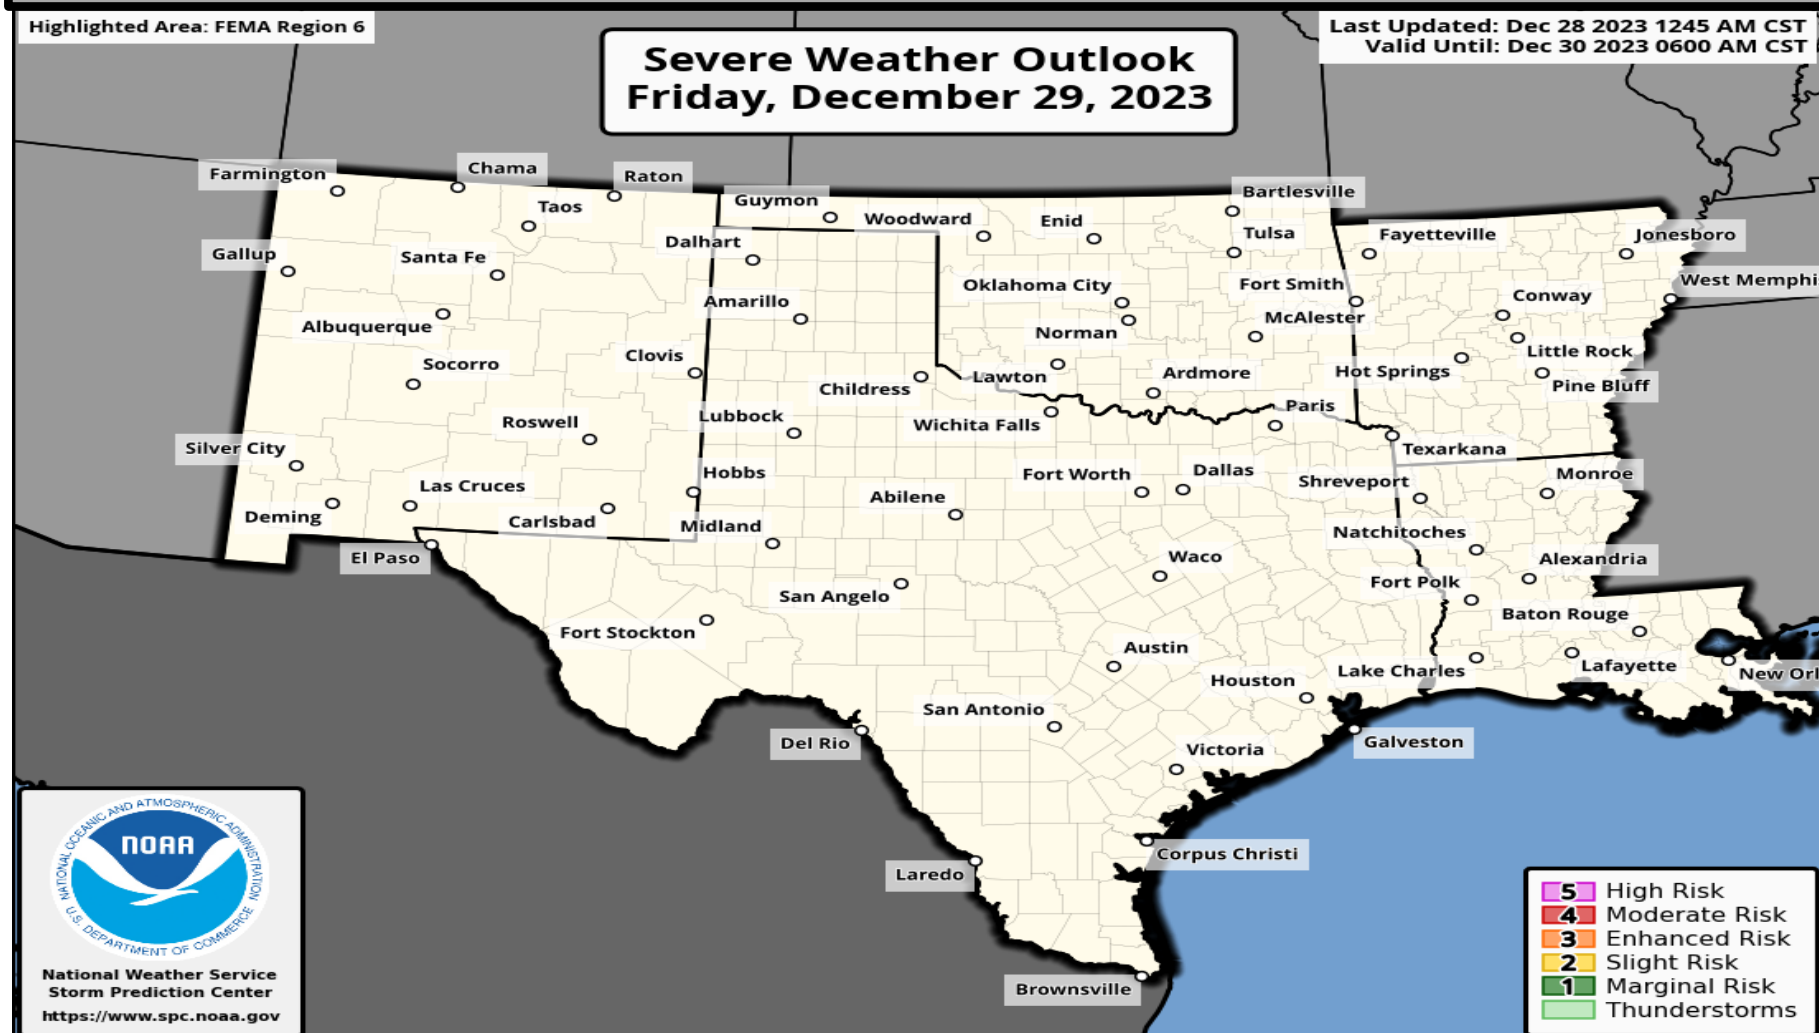 Highlighted Area: FEMA Region 6
Severe Weather Outlook
Friday, December 29, 2023
Last Updated: Dec 28 2023 1245 AM CST
Valid Until: Dec 30 2023 0600 AM CST
Farmington
Chama
Raton
Taos
Guymon
Woodward
Enid
Bartlesville
Tulsa
Fayetteville
Jonesboro
Gallup
Santa Fe
Dalhart
Oklahoma City
Fort Smith
Conway
West Memphi
Albuquerque
Amarillo
Norman
McAlester
Little Rock
Socorro
Clovis
Childress
Lawton
Ardmore
Hot Springs
Pine Bluff
Roswell
Lubbock
Wichita Falls
Paris
Texarkana
Silver City
Las Cruces
Hobbs
Abilene
Fort Worth
Dallas
Shreveport
Monroe
Deming
Carlsbad
Midland
Natchitoches
El Paso
Waco
Alexandria
San Angelo
Fort Polk
Fort Stockton
Baton Rouge
Austin
Houston
Lake Charles
Lafayette
New Orl
San Antonio
Del Rio
Victoria
Galveston
Laredo
Corpus Christi
Brownsville
NATIONAL OCEANIC AND ATMOSPHERIC ADMINISTRATION
NOAA
U.S. DEPARTMENT OF COMMERCE
National Weather Service
Storm Prediction Center
https://www.spc.noaa.gov
5 High Risk
4 Moderate Risk
3 Enhanced Risk
2 Slight Risk
1 Marginal Risk
Thunderstorms